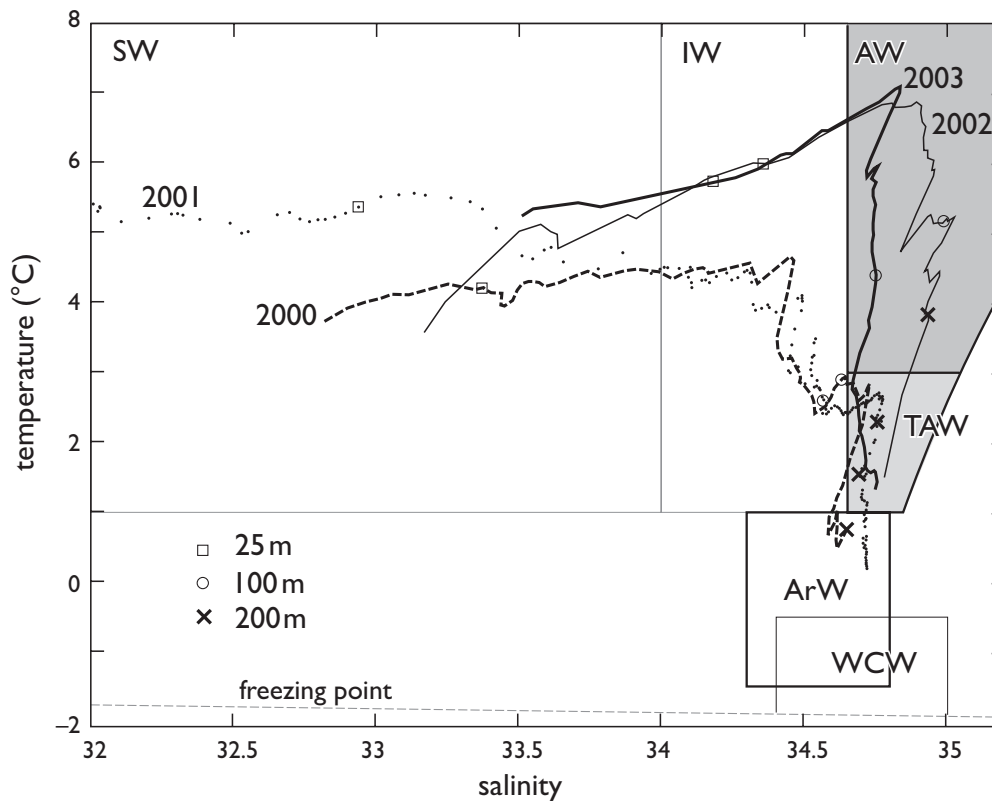 8
SW
IW
AW
2003
2002
6
2001
4
2000
temperature (°C)
2
TAW
25 m
100 m
200 m
0
ArW
WCW
freezing point
−2
32
32.5
33
33.5
34
34.5
35
salinity